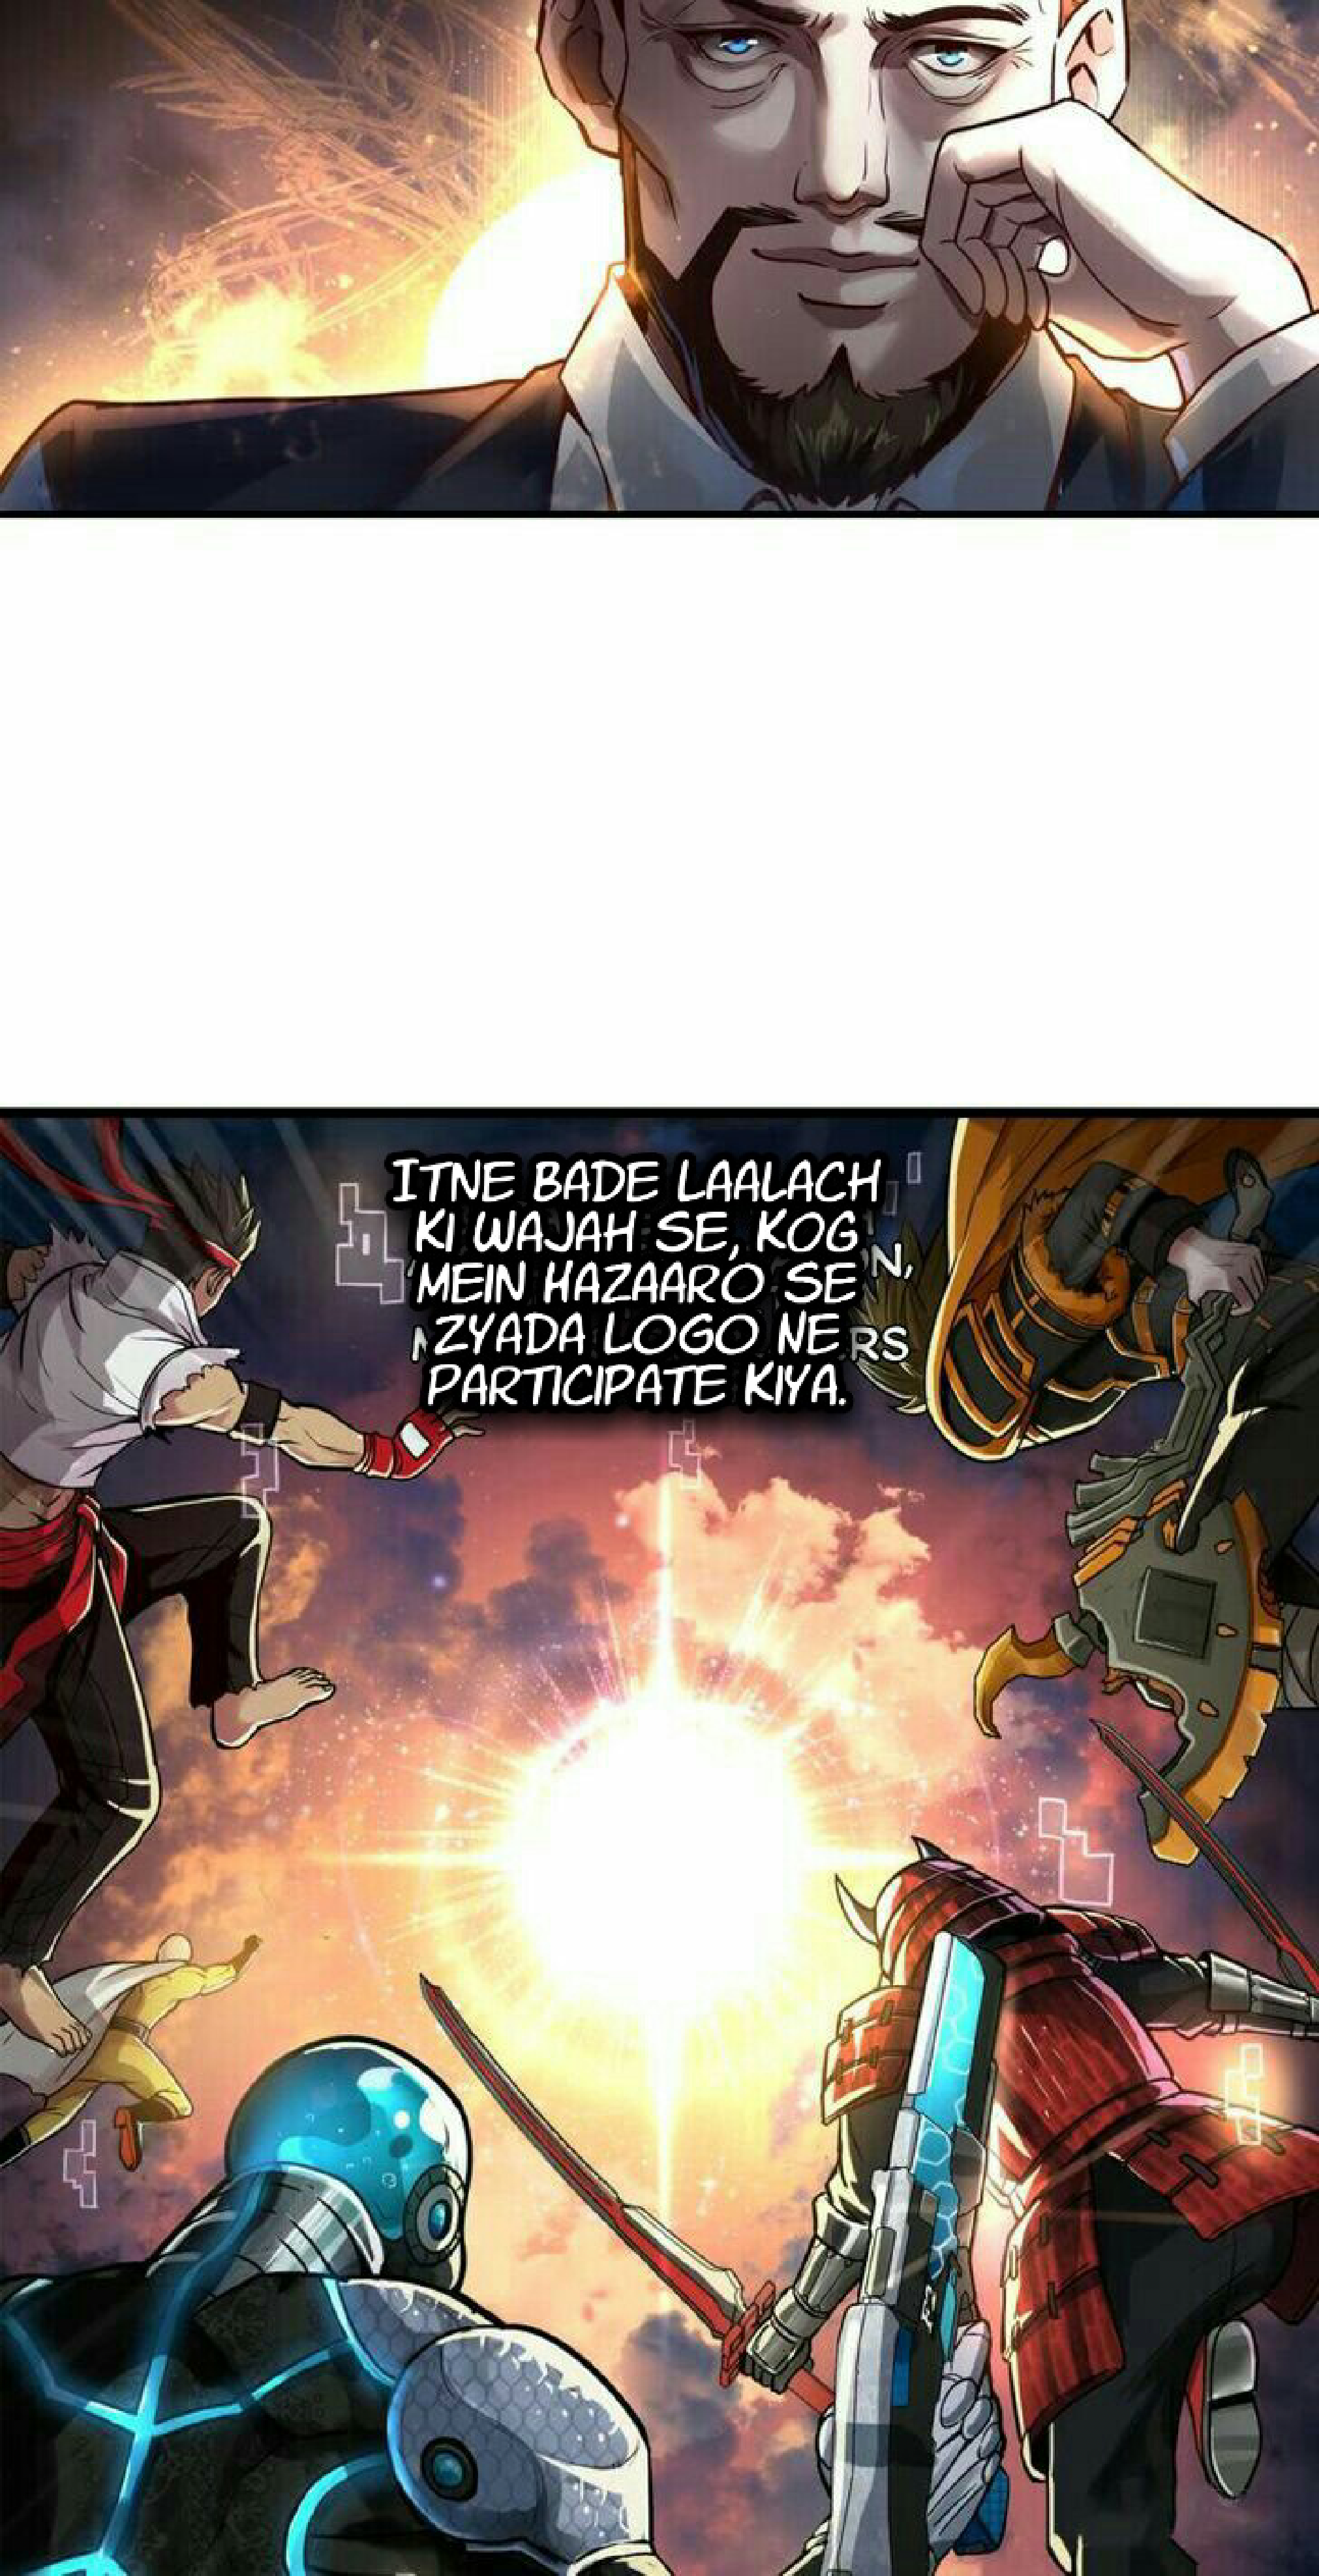 ITNE BADE LAALACH
KI WAJAH SE, KOG
MEIN HAZAARO SE
ZYADA LOGO NE
PARTICIPATE KIYA.